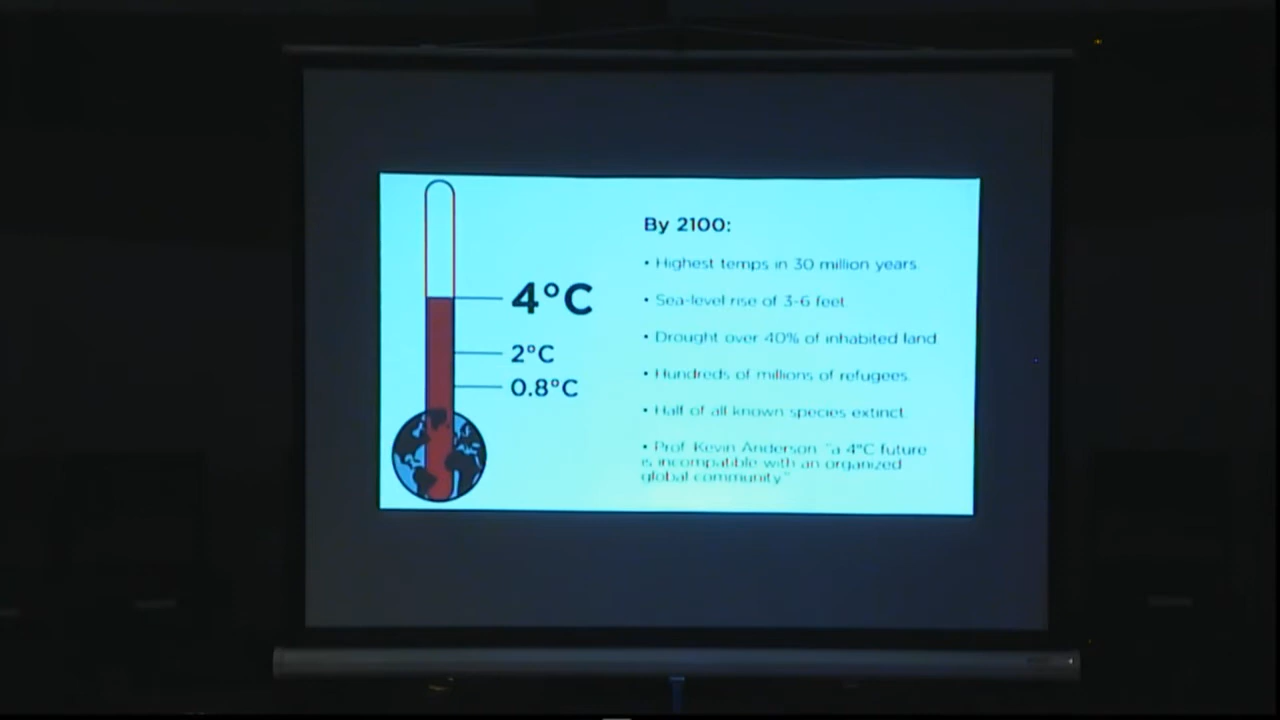 By 2100:
• Highest temps in 30 million years.
4°C
• Sea-level rise of 3-6 feet.
• Drought over 40% of inhabited land.
2°C
• Hundreds of millions of refugees.
0.8°C
• Half of all known species extinct.
• Prof. Kevin Anderson "a 4°C future
is incompatible with an organized
global community"